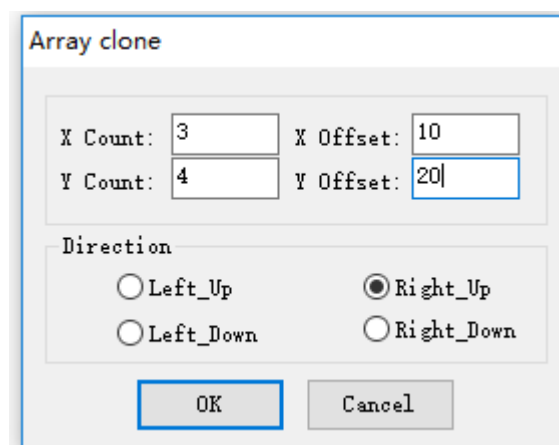 Array clone
X Count: 3 X Offset: 10
Y Count: 4 Y Offset: 20
Direction
Left_Up Right_Up
Left_Down Right_Down
OK Cancel